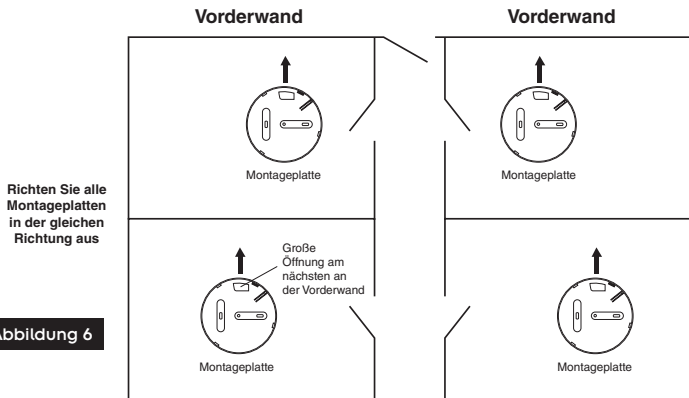 Vorderwand
Vorderwand
Montageplatte
Montageplatte
Richten Sie alle
Montageplatten
in der gleichen
Richtung aus
Große
Öffnung am
nächsten an
der Vorderwand
Abbildung 6
Montageplatte
Montageplatte